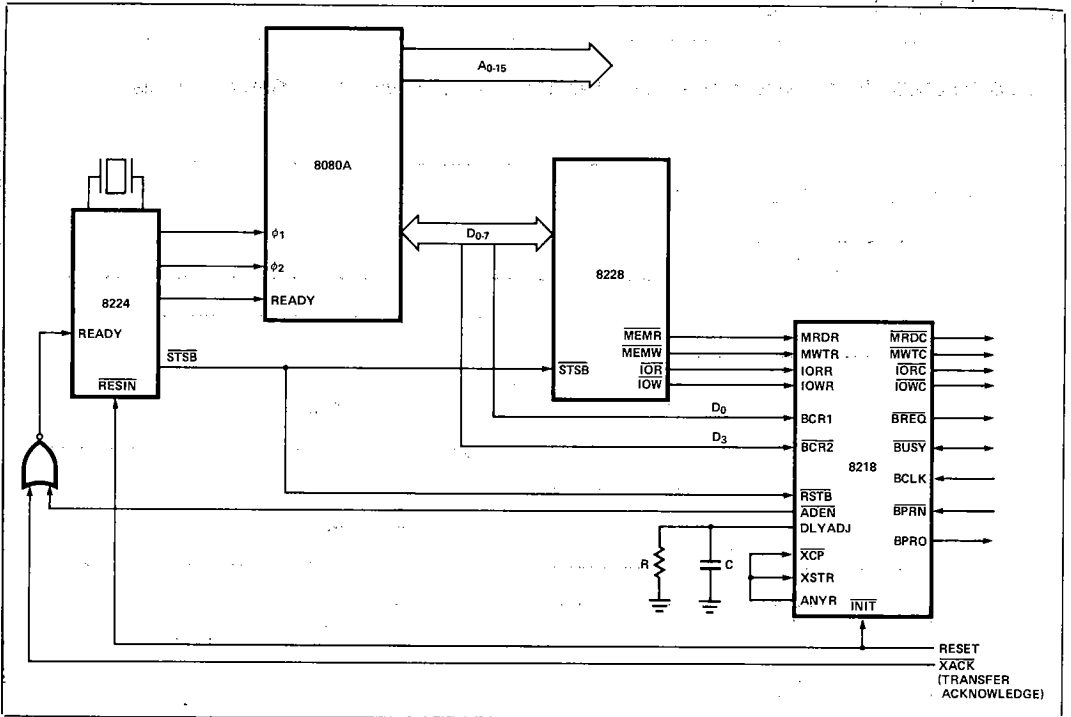 A0-15
8080A
D0-7
ϕ1
ϕ2
READY
8224
READY
RESIN
STSB
8228
STSB
MEMR
MEMW
IOR
IOW
D0
D3
8218
MRDR
MWTR
IORR
IOWR
BCR1
BCR2
RSTB
ADEN
DLYADJ
XCP
XSTR
ANYR
INIT
MRDC
MWTC
IORC
IOWC
BREQ
BUSY
BCLK
BPRN
BPRO
R
C
RESET
XACK
(TRANSFER
ACKNOWLEDGE)